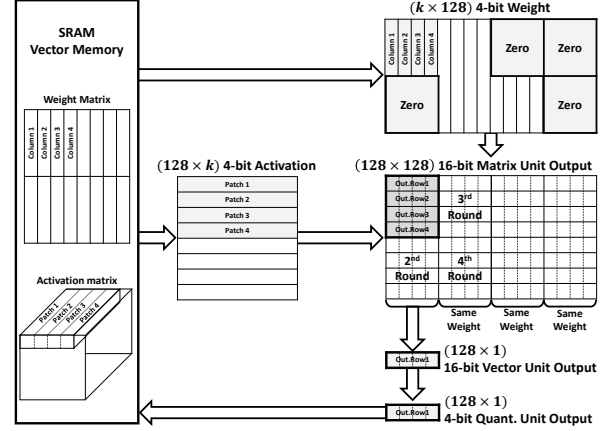 SRAM
Vector Memory
Weight Matrix
Column 1
Column 2
Column 3
Column 4
Activation matrix
Patch 1
Patch 2
Patch 3
Patch 4
(128 × k) 4-bit Activation
Patch 1
Patch 2
Patch 3
Patch 4
(k × 128) 4-bit Weight
Column 1
Column 2
Column 3
Column 4
Zero
Zero
Zero
Zero
(128 × 128) 16-bit Matrix Unit Output
Out.Row1
Out.Row2
Out.Row3
Out.Row4
3rd
Round
2nd
Round
4th
Round
Same
Weight
Same
Weight
Same
Weight
(128 × 1)
Out.Row1
16-bit Vector Unit Output
(128 × 1)
Out.Row1
4-bit Quant. Unit Output